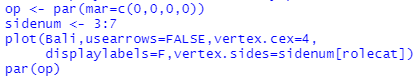 op <- par(mar=c(0,0,0,0))
sidenum <- 3:7
plot(Bali,usearrows=FALSE,vertex.cex=4,
displaylabels=F,vertex.sides=sidenum[rolecat])
par(op)